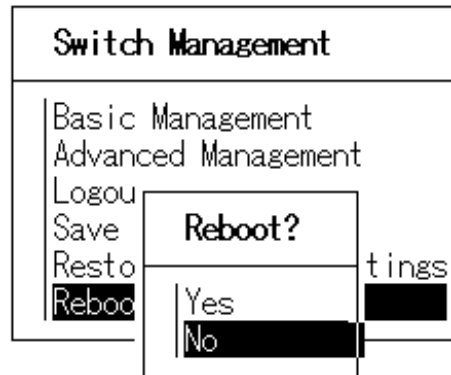 Switch Management
Basic Management
Advanced Management
Logou
Save
Resto
tings
Reboo
Reboot?
Yes
No